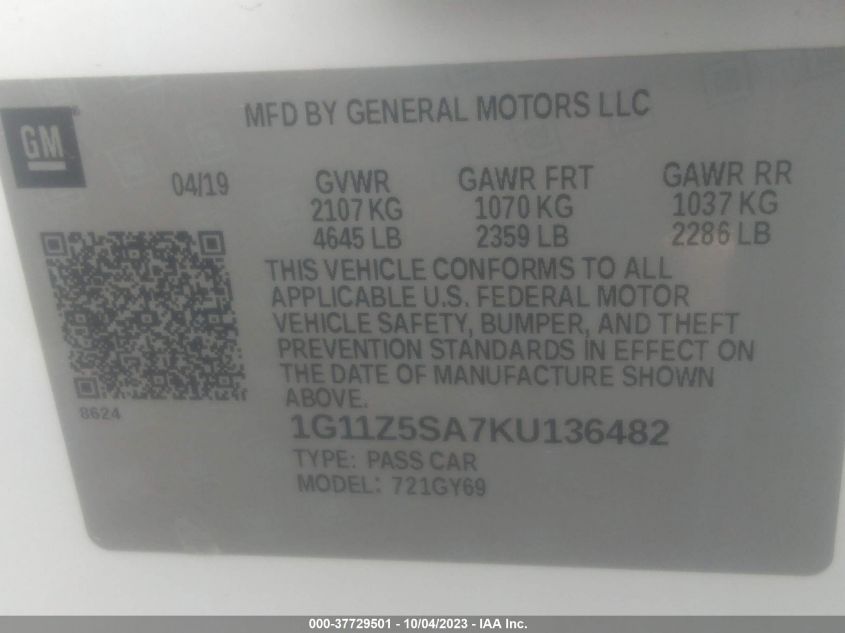 MFD BY GENERAL MOTORS LLC
GM
04/19 GVWR GAWR FRT GAWR RR
2107 KG 1070 KG 1037 KG
4645 LB 2359 LB 2286 LB
THIS VEHICLE CONFORMS TO ALL
APPLICABLE U.S. FEDERAL MOTOR
VEHICLE SAFETY, BUMPER, AND THEFT
PREVENTION STANDARDS IN EFFECT ON
THE DATE OF MANUFACTURE SHOWN
ABOVE.
8624
1G11Z5SA7KU136482
TYPE: PASS CAR
MODEL: 721GY69
000-37729501 - 10/04/2023 - IAA Inc.